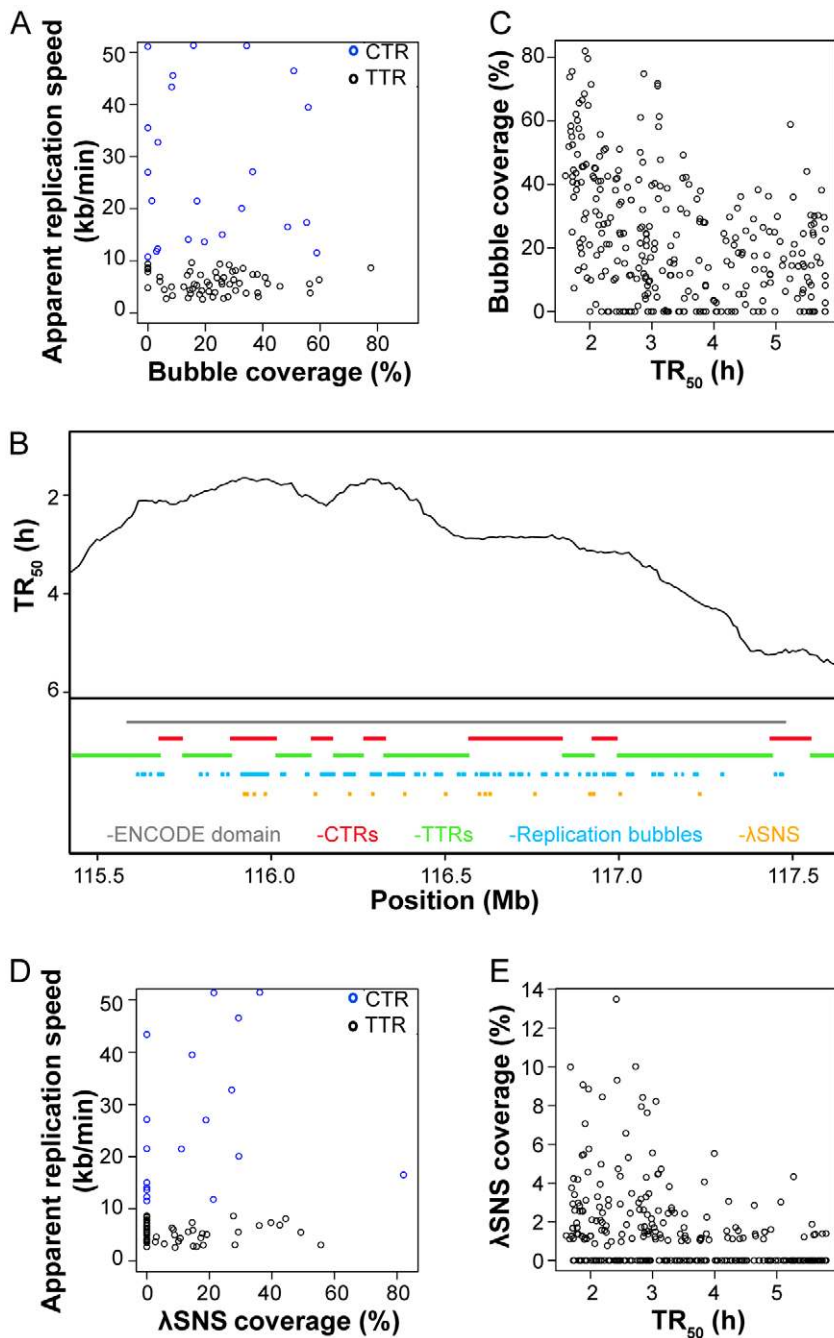 A
Apparent replication speed
(kb/min)
50
40
30
20
10
0
CTR
TTR
0 20 40 60 80
Bubble coverage (%)
C
Bubble coverage (%)
80
60
40
20
0
2 3 4 5
TR50 (h)
B
TR50 (h)
2
4
6
-ENCODE domain -CTRs -TTRs -Replication bubbles -λSNS
115.5 116.0 116.5 117.0 117.5
Position (Mb)
D
Apparent replication speed
(kb/min)
50
40
30
20
10
0
CTR
TTR
0 20 40 60 80
λSNS coverage (%)
E
λSNS coverage (%)
14
12
10
8
6
4
2
0
2 3 4 5
TR50 (h)